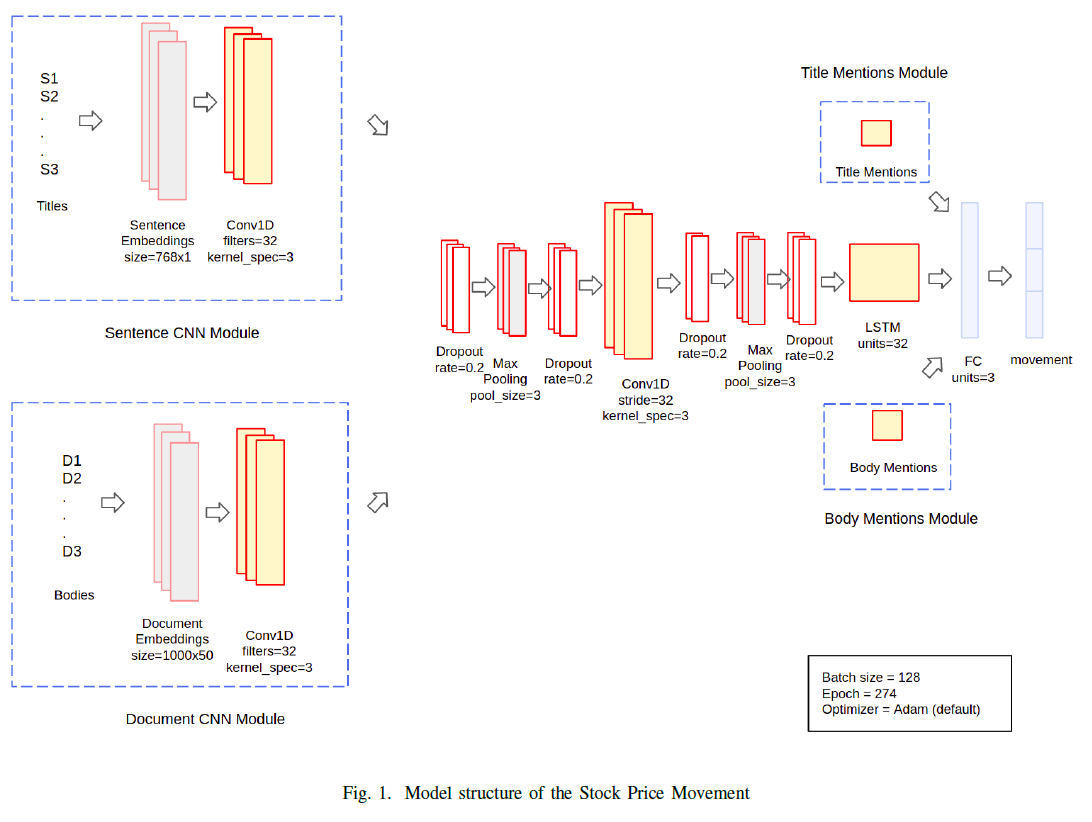 S1
S2
.
.
.
S3
Titles
Sentence
Embeddings
size=768x1
Conv1D
filters=32
kernel_spec=3
Sentence CNN Module
D1
D2
.
.
.
D3
Bodies
Document
Embeddings
size=1000x50
Conv1D
filters=32
kernel_spec=3
Document CNN Module
Dropout
rate=0.2
Max
Pooling
pool_size=3
Dropout
rate=0.2
Conv1D
stride=32
kernel_spec=3
Dropout
rate=0.2
Max
Pooling
pool_size=3
Dropout
rate=0.2
LSTM
units=32
Title Mentions Module
Title Mentions
Body Mentions
Body Mentions Module
FC
units=3
movement
Batch size = 128
Epoch = 274
Optimizer = Adam (default)
Fig. 1. Model structure of the Stock Price Movement